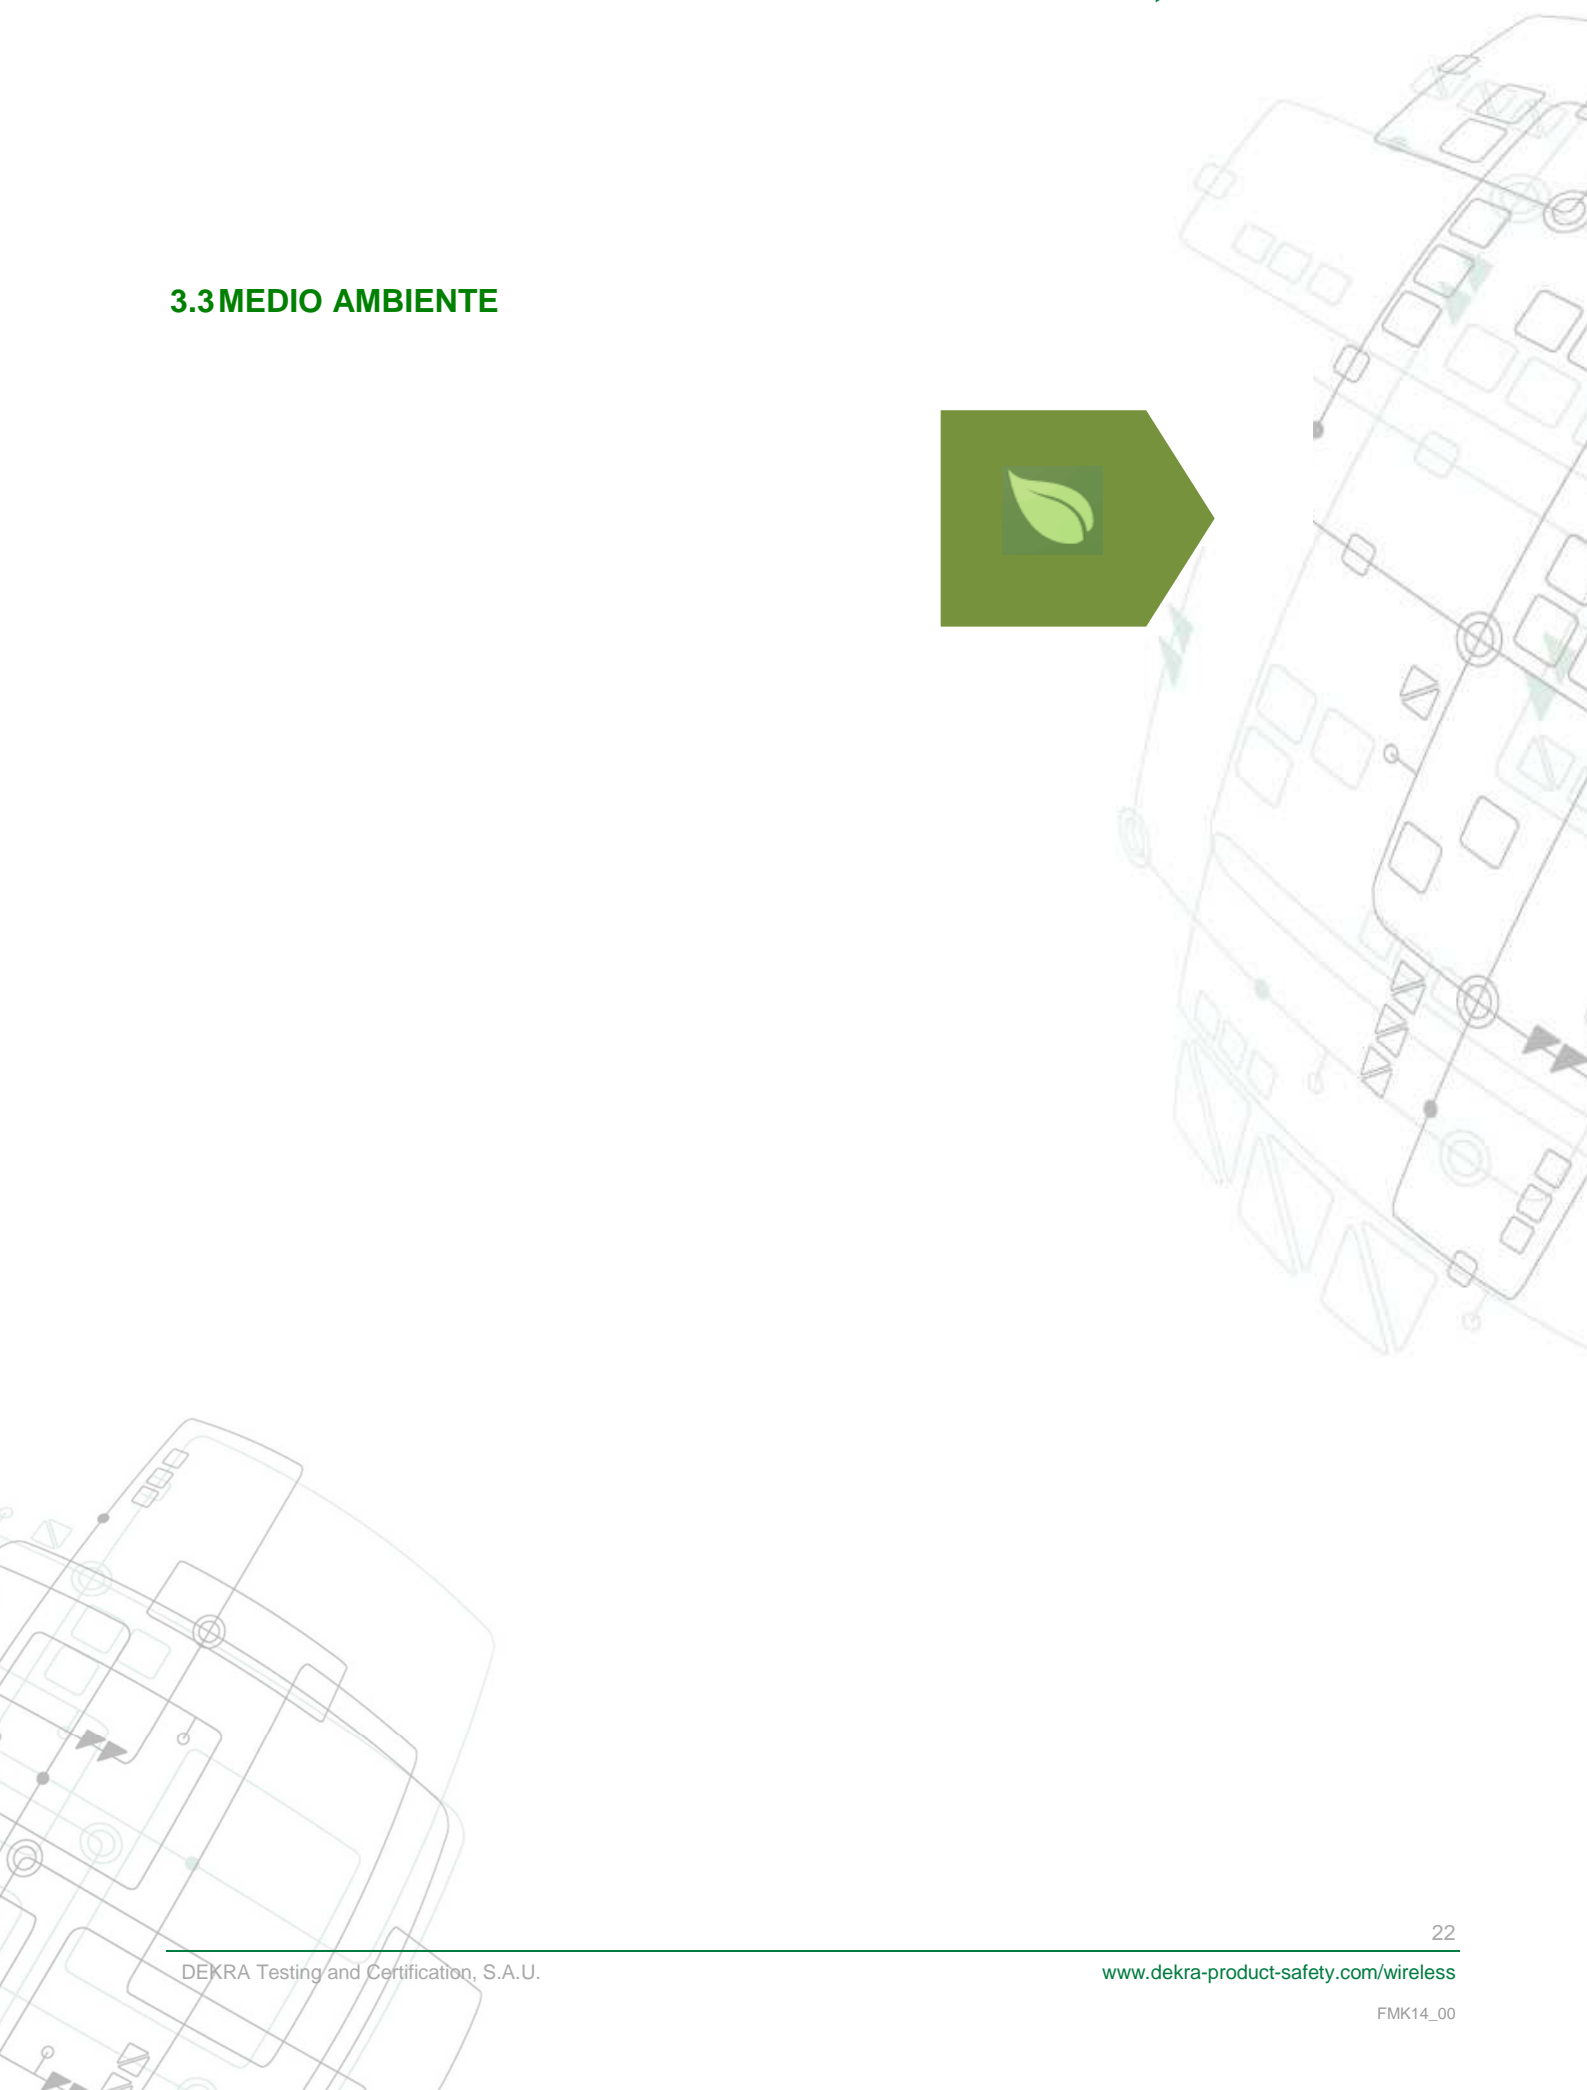 3.3 MEDIO AMBIENTE
22
DEKRA Testing and Certification, S.A.U.
www.dekra-product-safety.com/wireless
FMK14_00